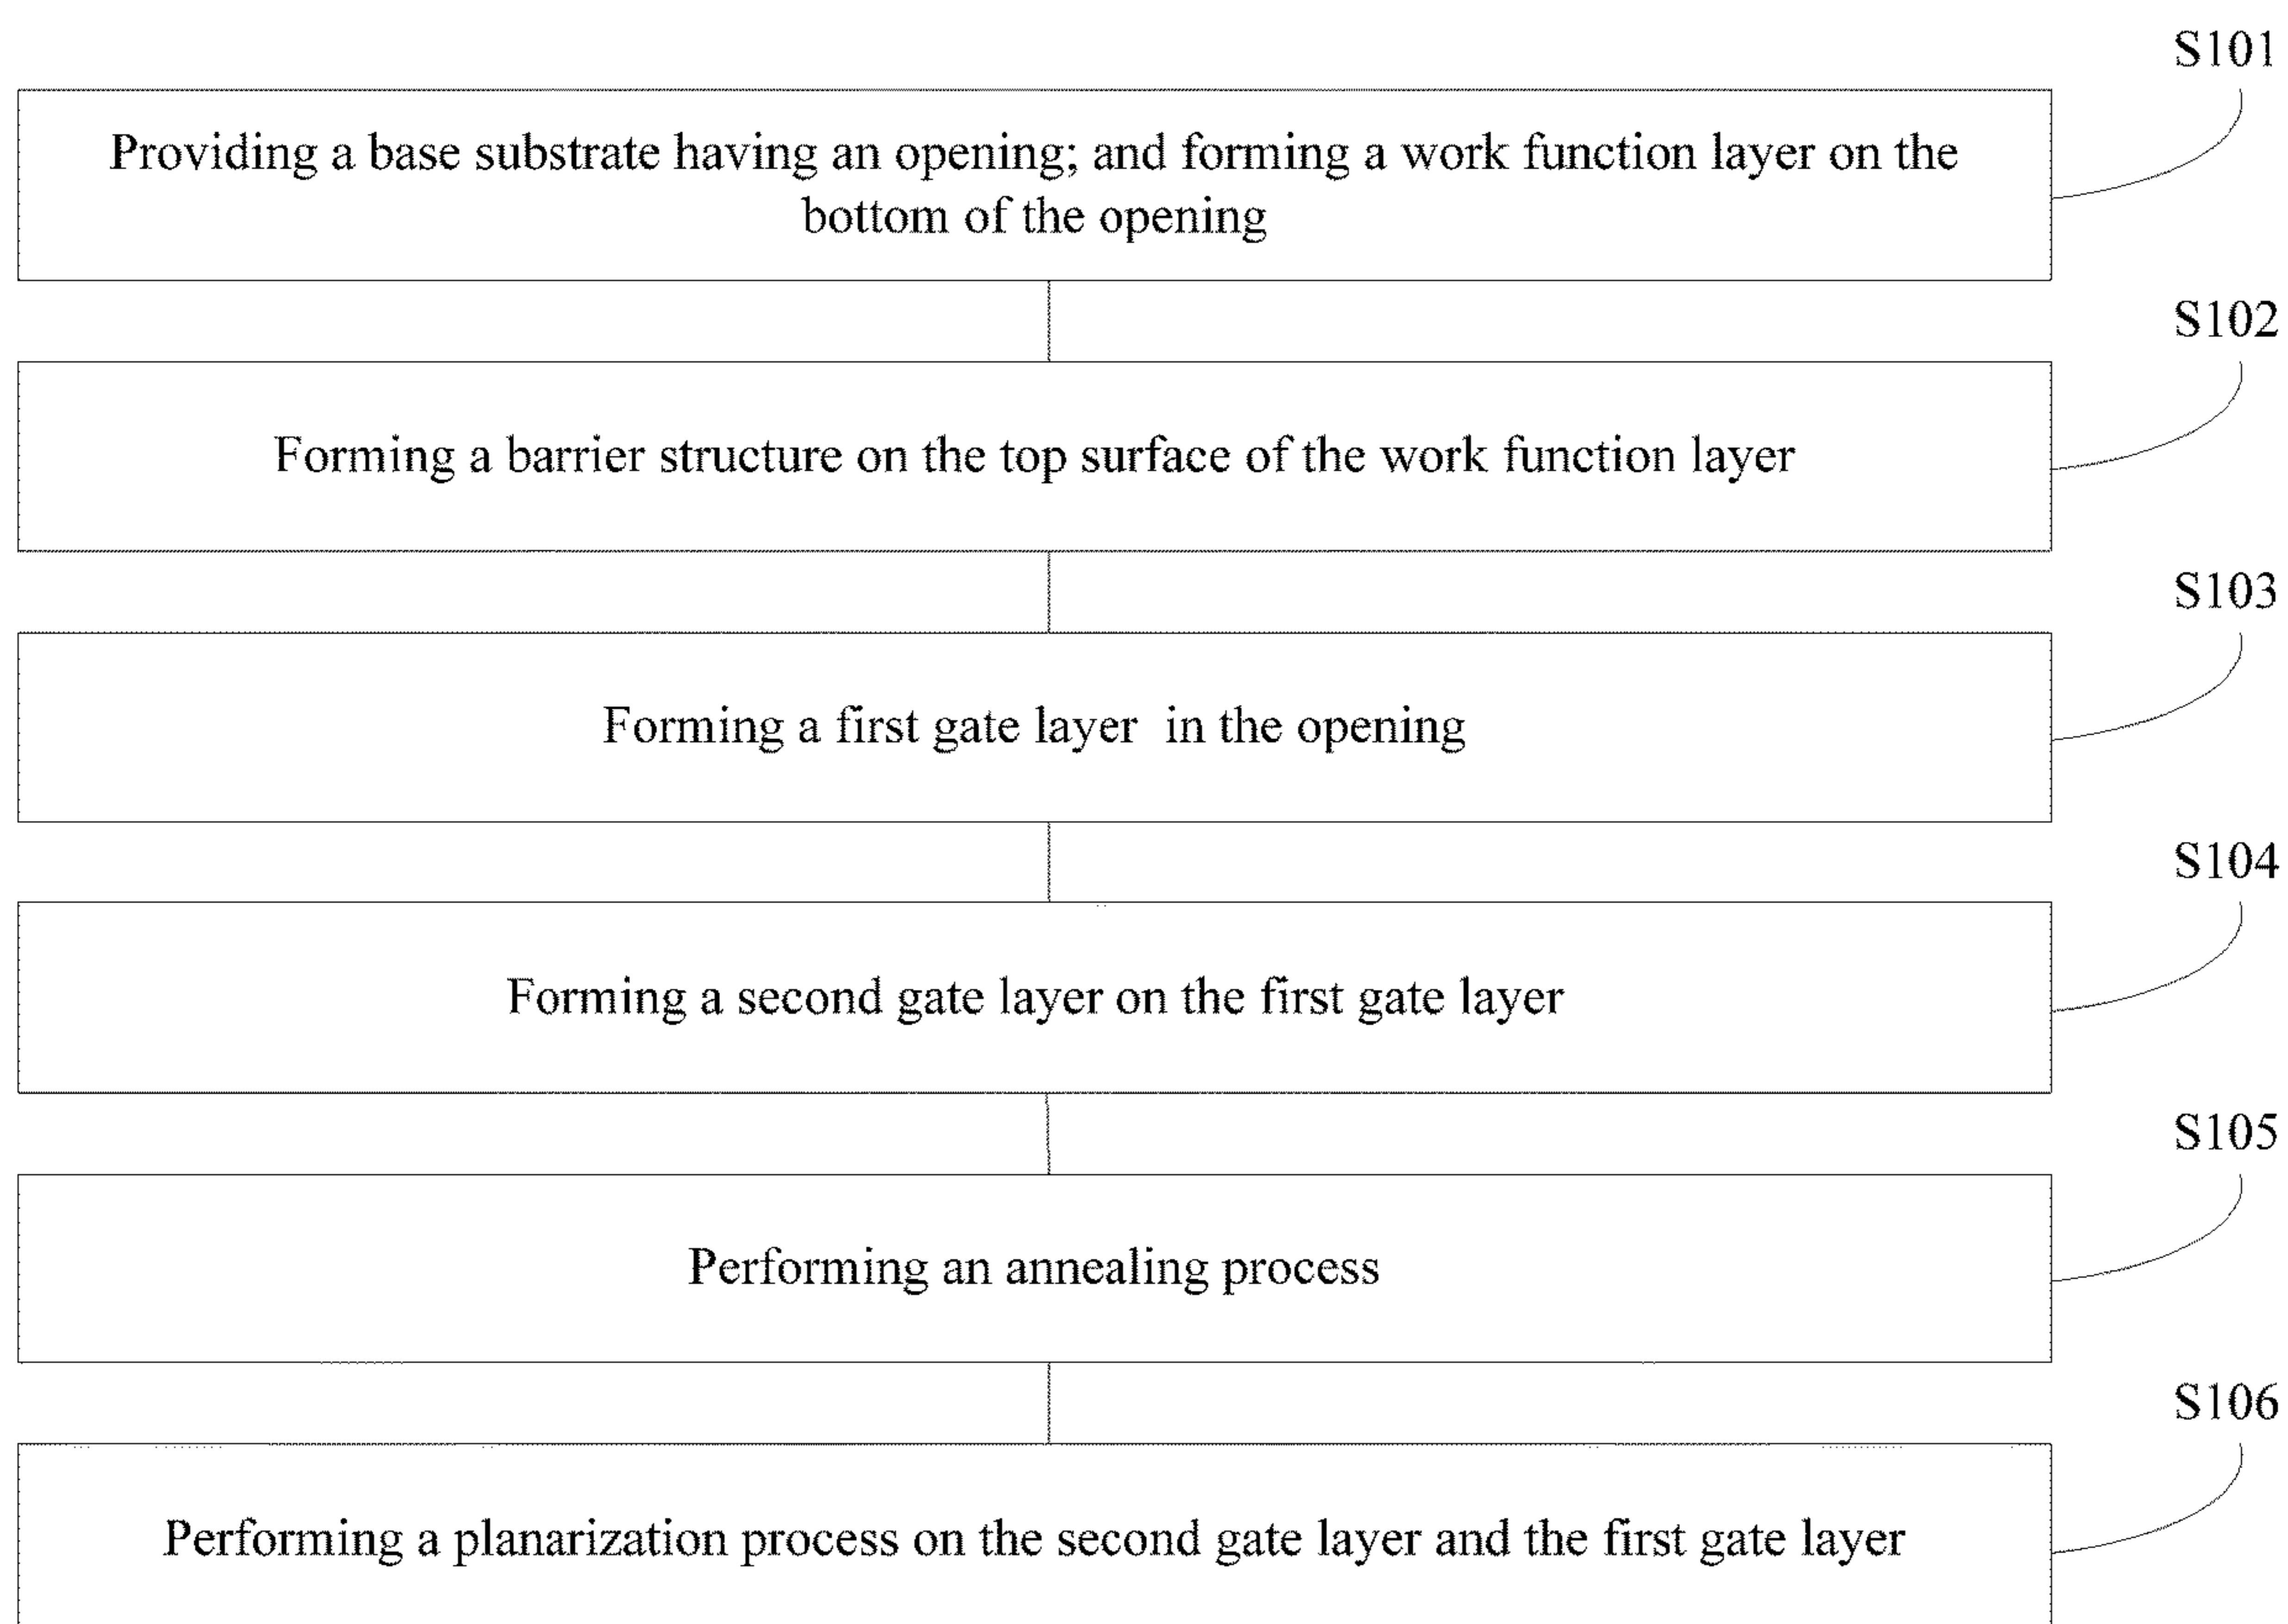 S101
Providing a base substrate having an opening; and forming a work function layer on the
bottom of the opening
S102
Forming a barrier structure on the top surface of the work function layer
S103
Forming a first gate layer in the opening
S104
Forming a second gate layer on the first gate layer
S105
Performing an annealing process
S106
Performing a planarization process on the second gate layer and the first gate layer